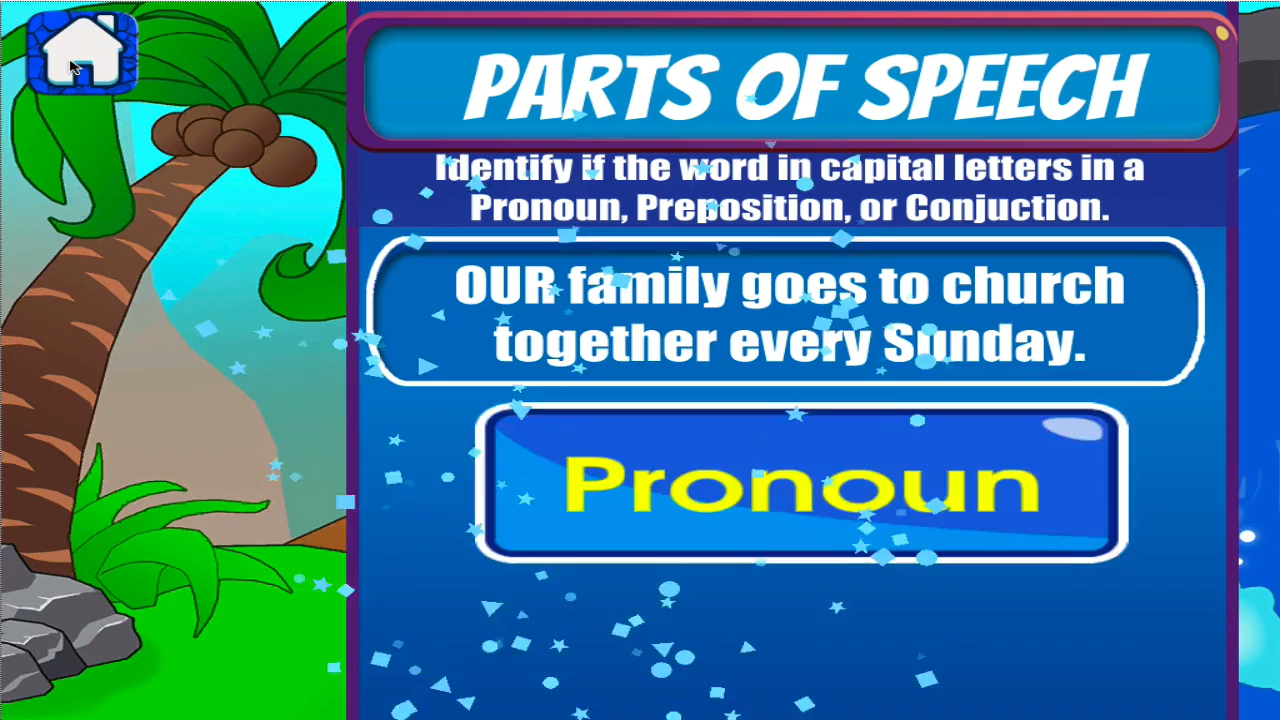 PARTS OF SPEECH
Identify if the word in capital letters in a
Pronoun, Preposition, or Conjuction.
OUR family goes to church
together every Sunday.
Pronoun